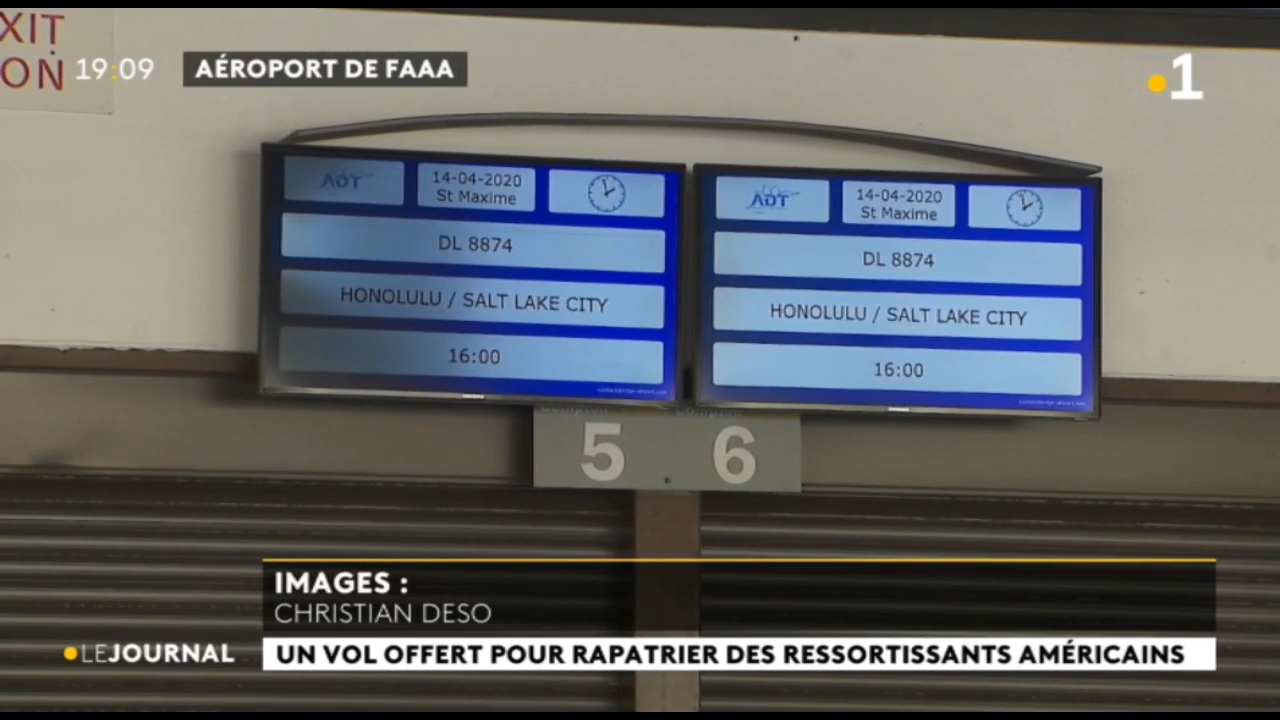 XIT
ON
19:09
AÉROPORT DE FAAA
1
ADT
14-04-2020
St Maxime
DL 8874
HONOLULU / SALT LAKE CITY
16:00
ADT
14-04-2020
St Maxime
DL 8874
HONOLULU / SALT LAKE CITY
16:00
5 6
IMAGES :
CHRISTIAN DESO
LEJOURNAL
UN VOL OFFERT POUR RAPATRIER DES RESSORTISSANTS AMÉRICAINS